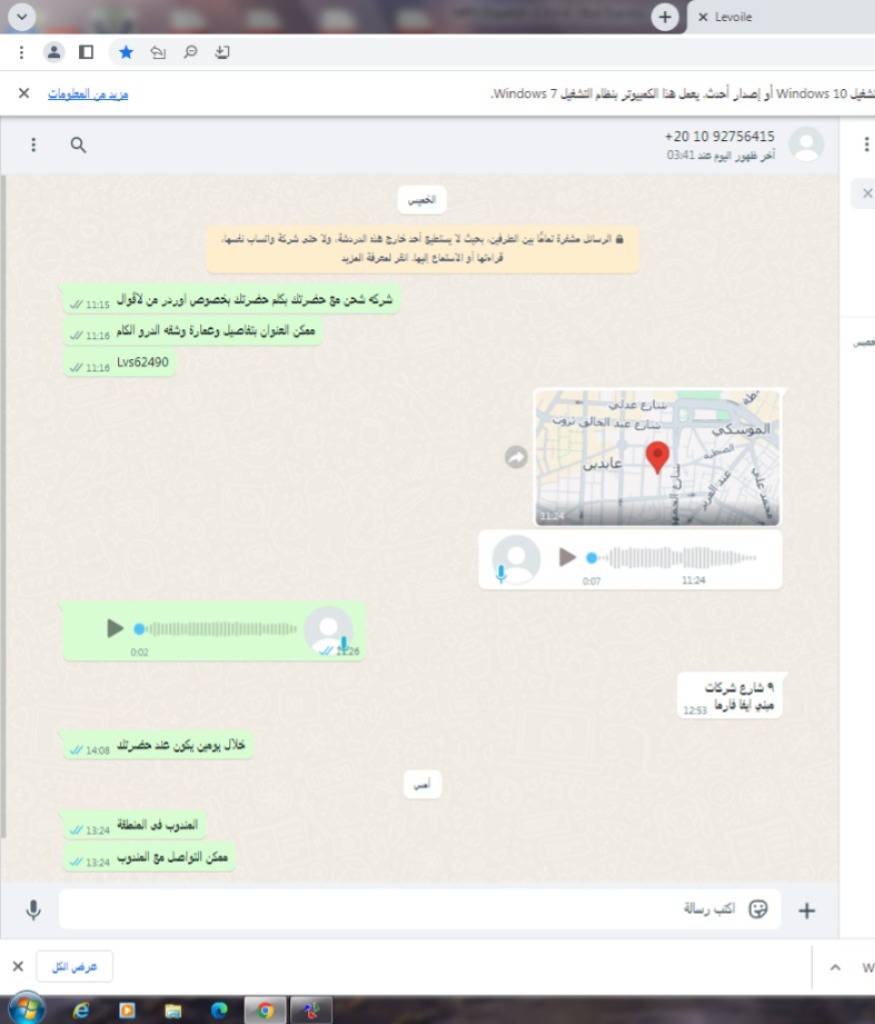 Levoile
تشغيل Windows 10 أو إصدار أحدث. يعمل هذا الكمبيوتر بنظام التشغيل Windows 7.
مزيد من المعلومات
+20 10 92756415
آخر ظهور اليوم عند 03:41
الخميس
الرسائل مشفرة تمامًا بين الطرفين، بحيث لا يستطيع أحد خارج هذه الدردشة، ولا حتى شركة واتساب نفسها،
قراءتها أو الاستماع إليها. انقر لمعرفة المزيد
شركه شحن مع حضرتك بكلم حضرتك بخصوص اوردر من لافوال 11:15
ممكن العنوان بتفاصيل وعمارة وشقه الدرو الكام 11:16
Lvs62490 11:16
شارع عدلي
شارع عبد الخالق ثروت
الموسكي
عابدين
عبد العزيز
محمد علي
11:24
0:07 11:24
0:02 11:26
٩ شارع شركات
مبني ايفا فارما 12:53
خلال يومين يكون عند حضرتك 14:08
أمس
المندوب فى المنطقة 13:24
ممكن التواصل مع المندوب 13:24
اكتب رسالة
عرض الكل